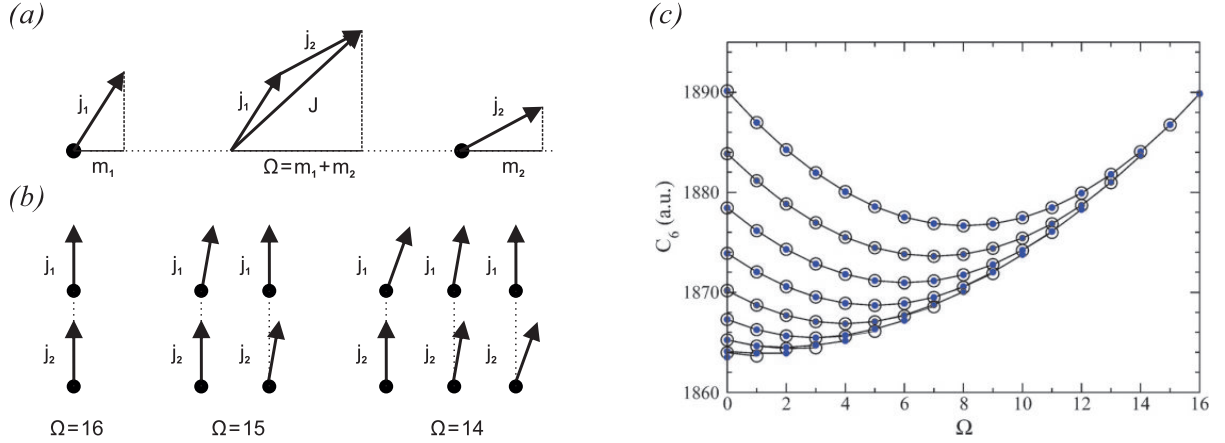 (a)
j₁
m₁
j₁
j₂
J
Ω=m₁+m₂
j₂
m₂
(b)
j₁
j₂
Ω=16
j₁
j₁
j₂
j₂
Ω=15
j₁
j₁
j₁
j₂
j₂
j₂
Ω=14
(c)
C₆ (a.u.)
1890
1880
1870
1860
0 2 4 6 8 10 12 14 16
Ω